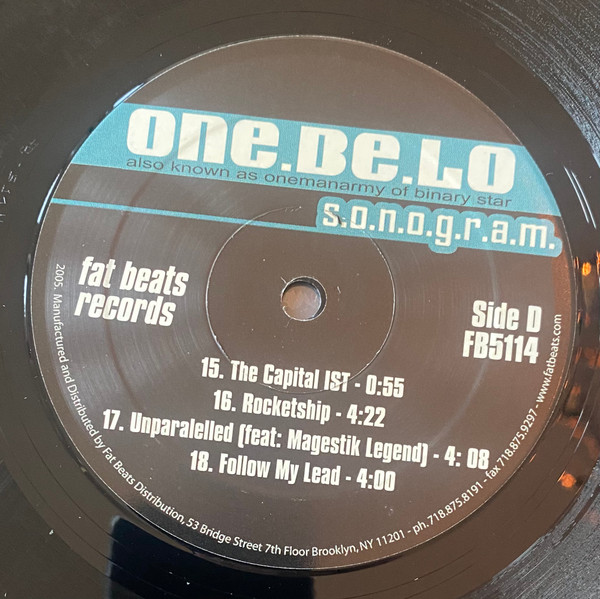 one.Be.Lo
also known as onemanarmy of binary star
s.o.n.o.g.r.a.m.
fat beats
records
Side D
FB5114
15. The Capital IST - 0:55
16. Rocketship - 4:22
17. Unparalelled (feat: Magestik Legend) - 4: 08
18. Follow My Lead - 4:00
2005. Manufactured and Distributed by Fat Beats Distribution, 53 Bridge Street 7th Floor Brooklyn, NY 11201 - ph. 718.875.8191 - fax 718.875.9297 - www.fatbeats.com